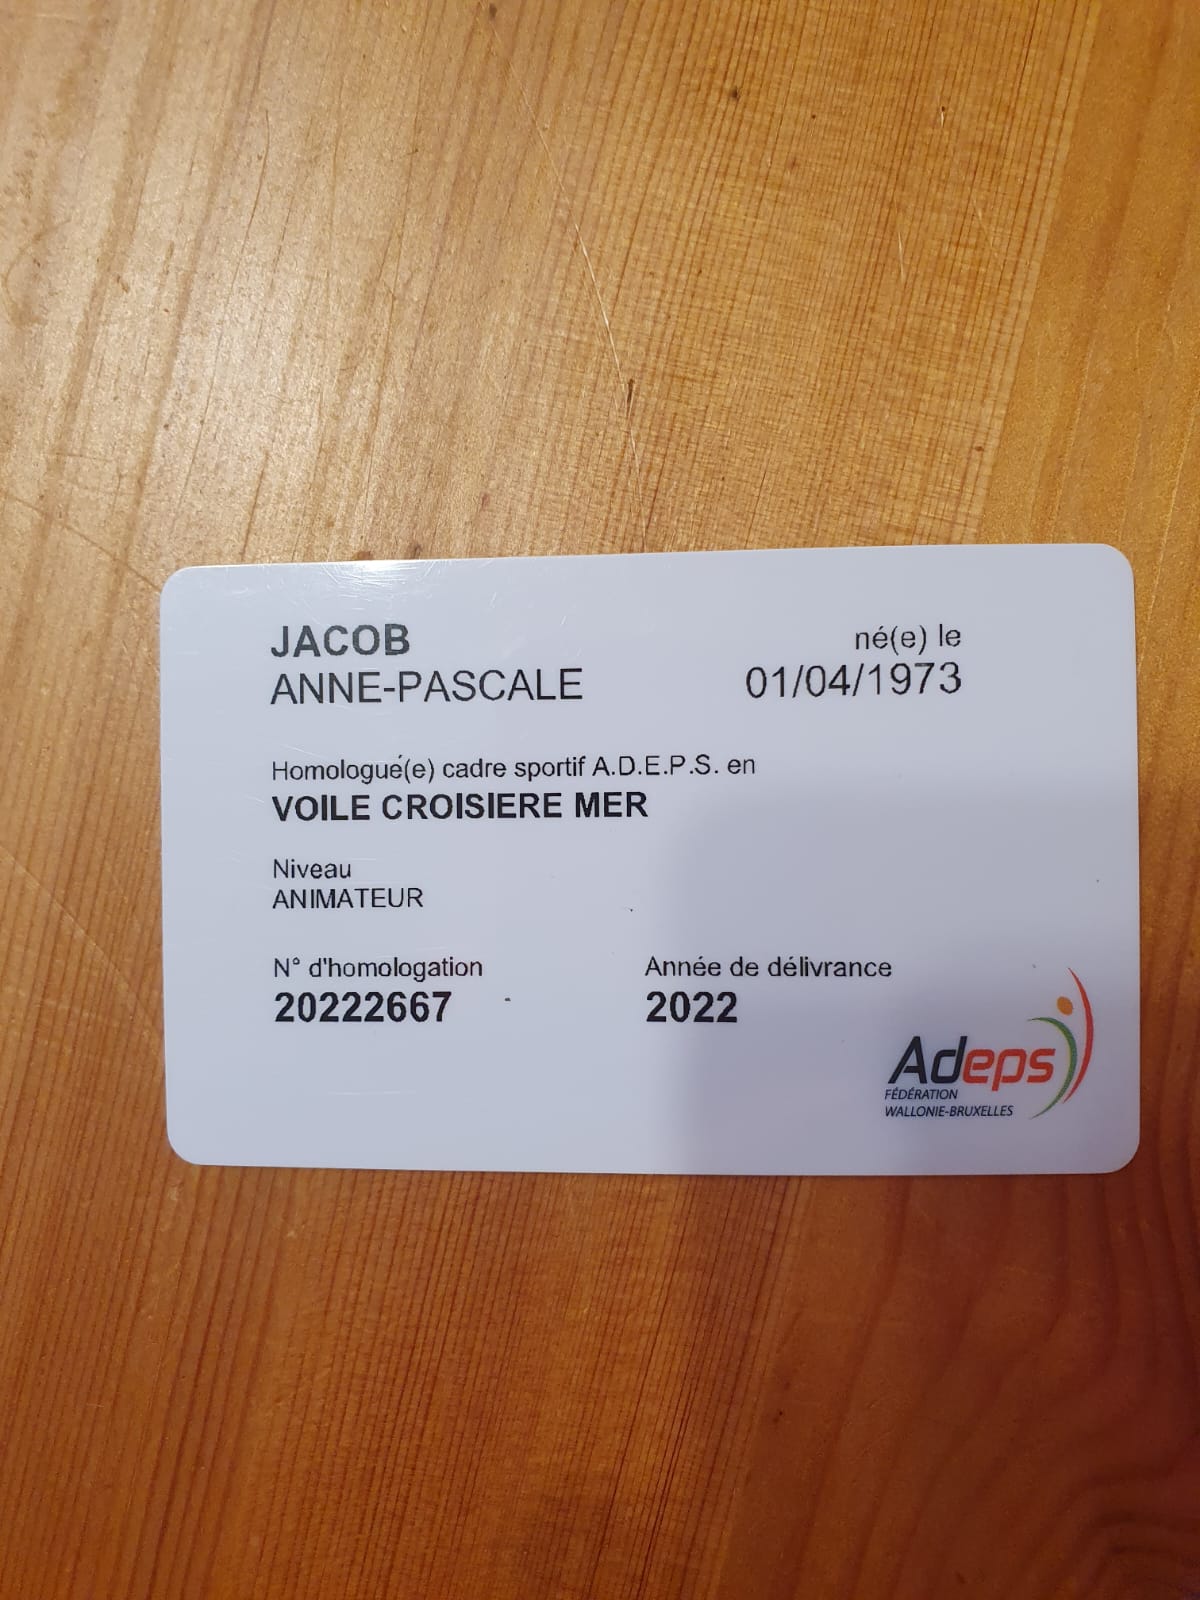 JACOB
ANNE-PASCALE
né(e) le
01/04/1973
Homologué(e) cadre sportif A.D.E.P.S. en
VOILE CROISIERE MER
Niveau
ANIMATEUR
N° d'homologation
20222667
Année de délivrance
2022
Adeps
FÉDÉRATION
WALLONIE-BRUXELLES